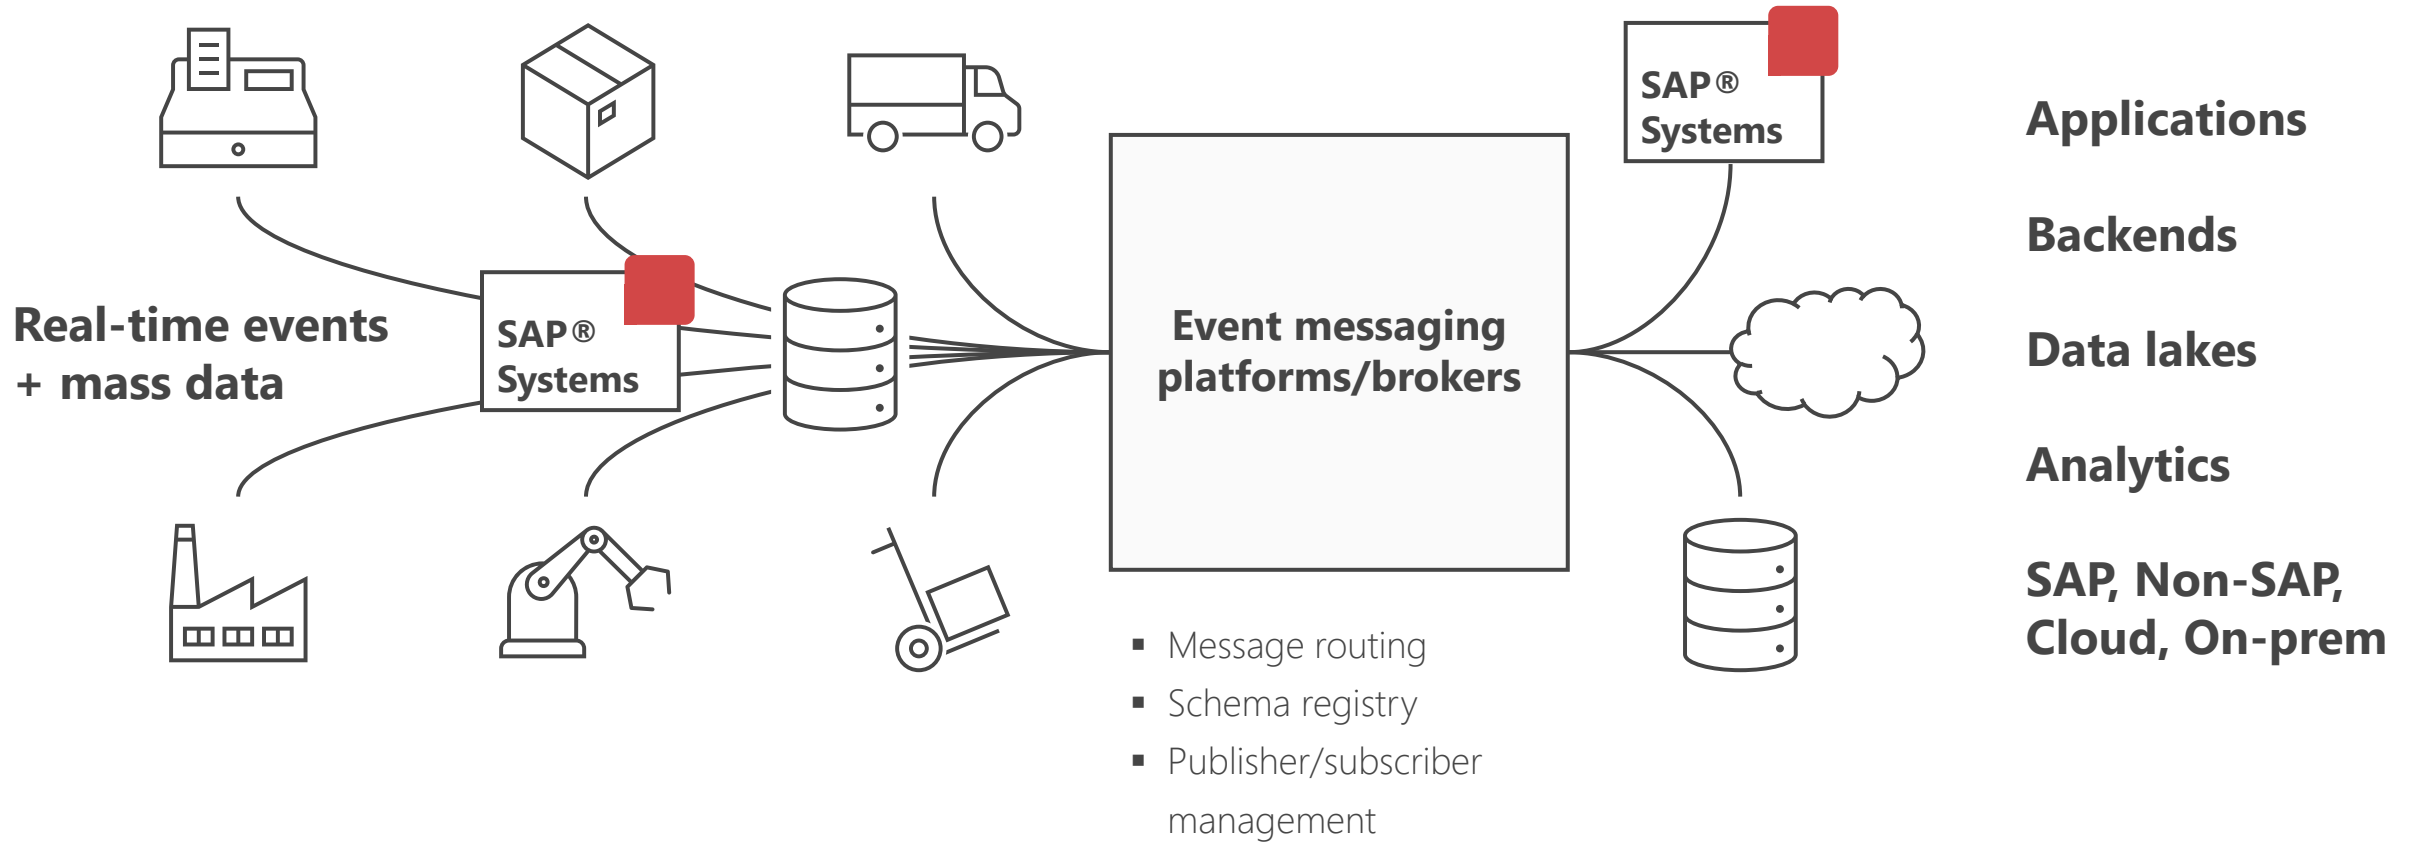 Real-time events
+ mass data
SAP®
Systems
Event messaging
platforms/brokers
▪ Message routing
▪ Schema registry
▪ Publisher/subscriber
management
SAP®
Systems
Applications
Backends
Data lakes
Analytics
SAP, Non-SAP,
Cloud, On-prem